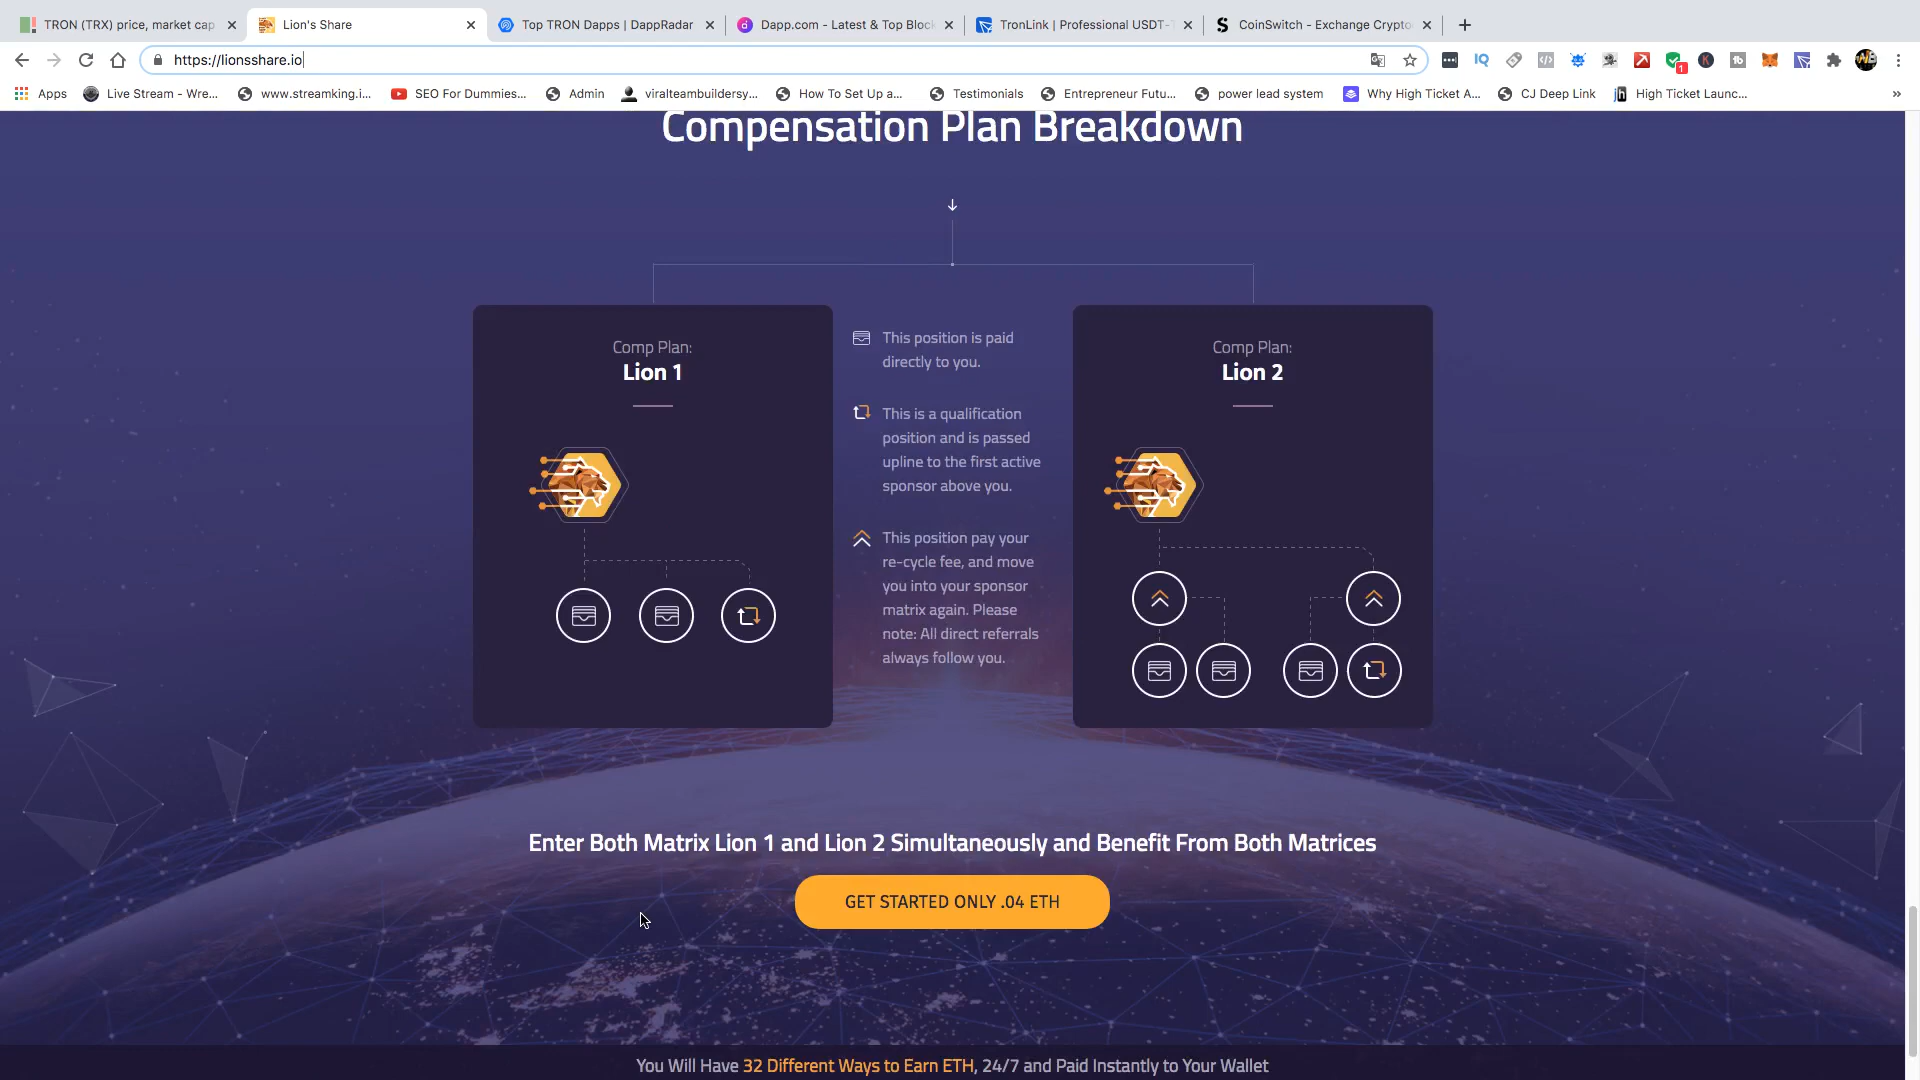 TRON (TRX) price, market cap
Lion's Share
Top TRON Dapps | DappRadar
Dapp.com - Latest & Top Block
TronLink | Professional USDT-T
CoinSwitch - Exchange Crypto
https://lionsshare.io
IQ
1
K
tb
Apps
Live Stream - Wre...
www.streamking.i...
SEO For Dummies...
Admin
viralteambuildersy...
How To Set Up a...
Testimonials
Entrepreneur Futu...
power lead system
Why High Ticket A...
CJ Deep Link
High Ticket Launc...
»
Compensation Plan Breakdown
Comp Plan:
Lion 1
This position is paid
directly to you.
This is a qualification
position and is passed
upline to the first active
sponsor above you.
This position pay your
re-cycle fee, and move
you into your sponsor
matrix again. Please
note: All direct referrals
always follow you.
Comp Plan:
Lion 2
Enter Both Matrix Lion 1 and Lion 2 Simultaneously and Benefit From Both Matrices
GET STARTED ONLY .04 ETH
You Will Have 32 Different Ways to Earn ETH, 24/7 and Paid Instantly to Your Wallet